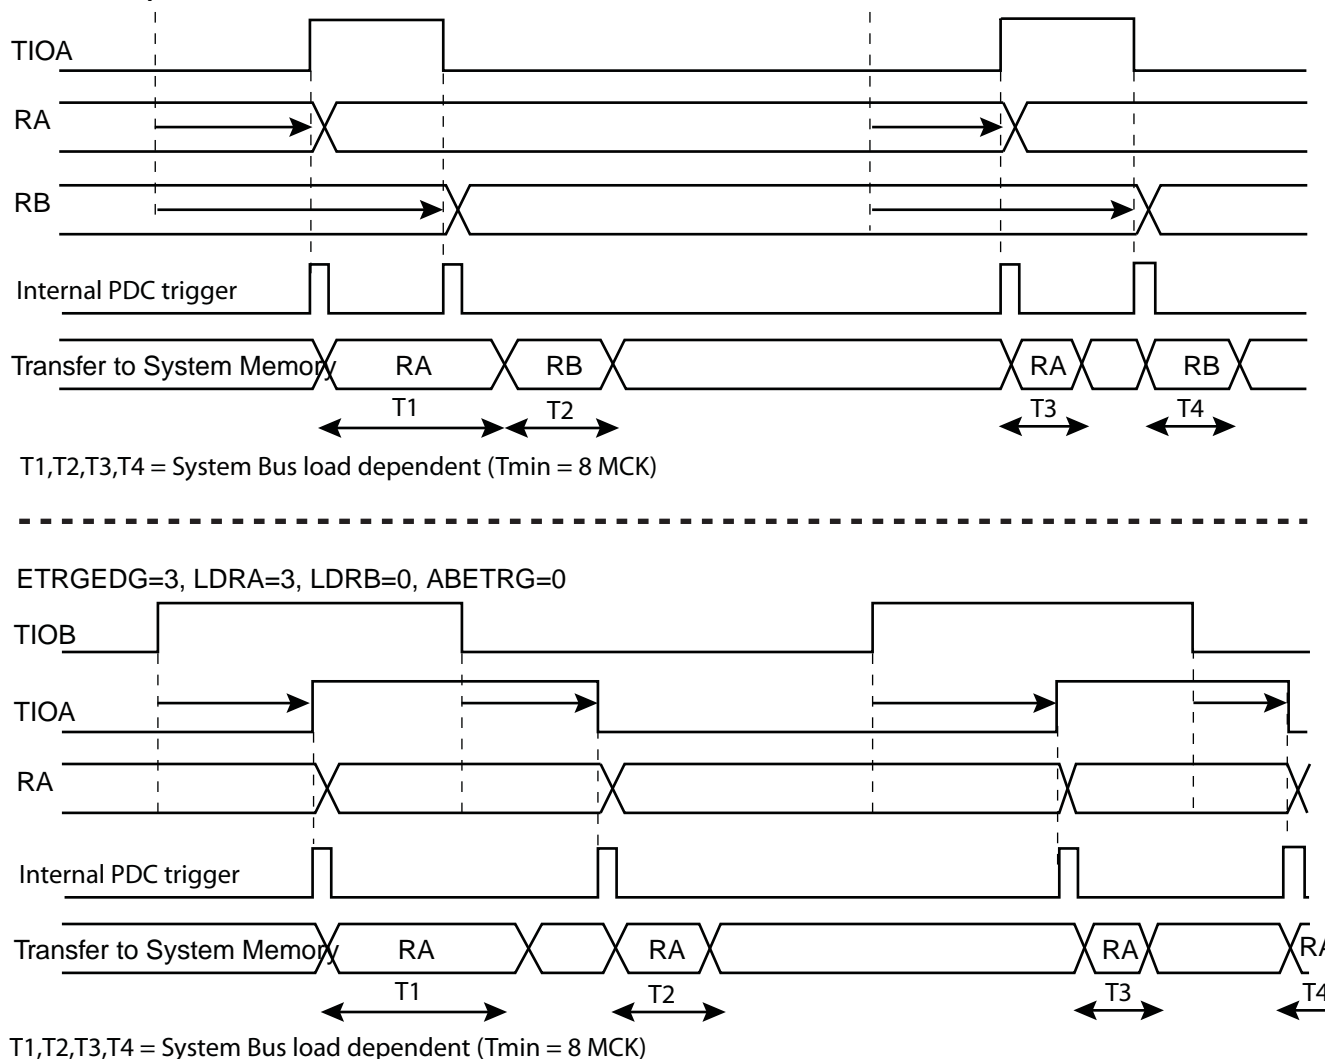 TIOA
RA
RB
Internal PDC trigger
Transfer to System Memory RA RB RA RB
T1 T2 T3 T4
T1,T2,T3,T4 = System Bus load dependent (Tmin = 8 MCK)
ETRGEDG=3, LDRA=3, LDRB=0, ABETRG=0
TIOB
TIOA
RA
Internal PDC trigger
Transfer to System Memory RA RA RA RA
T1 T2 T3 T4
T1,T2,T3,T4 = System Bus load dependent (Tmin = 8 MCK)